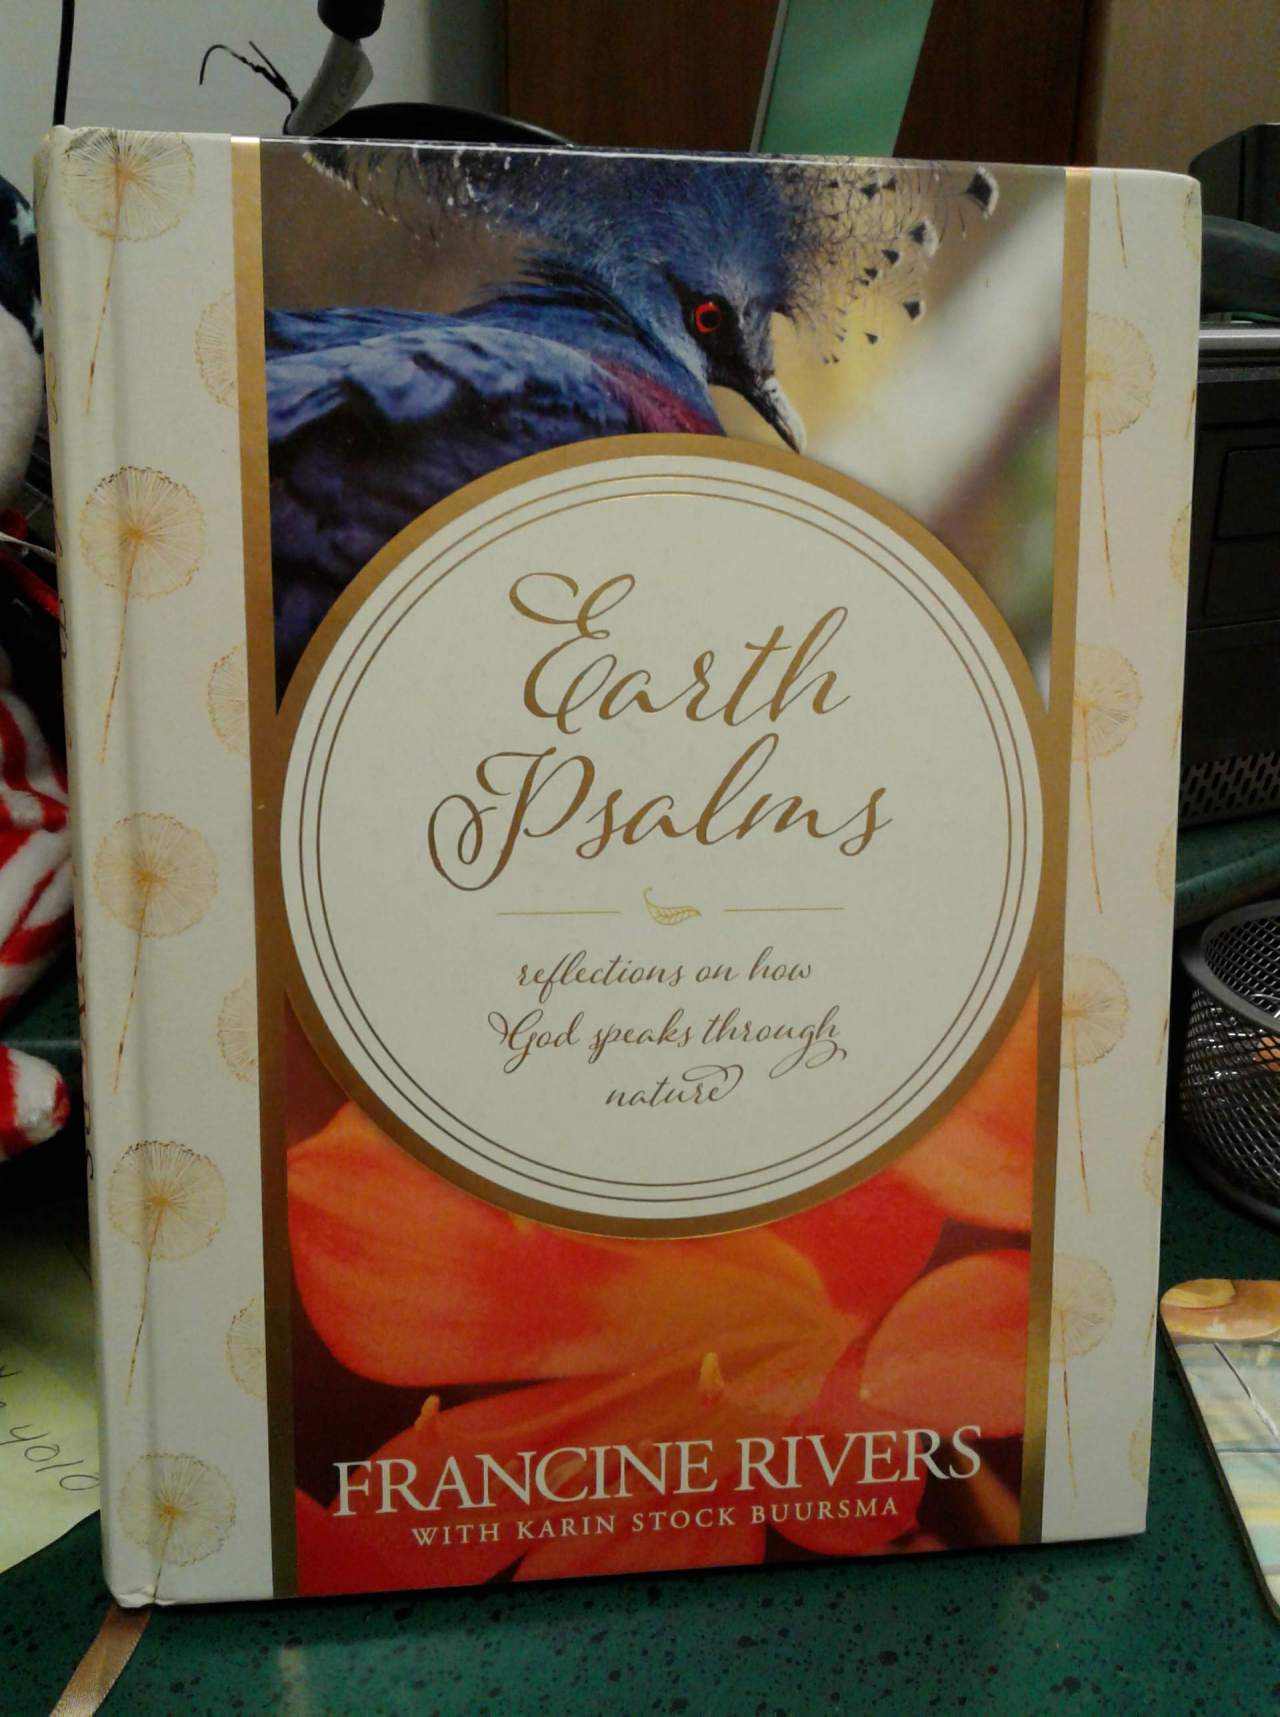 Earth
Psalms
reflections on how
God speaks through
nature
FRANCINE RIVERS
WITH KARIN STOCK BUURSMA